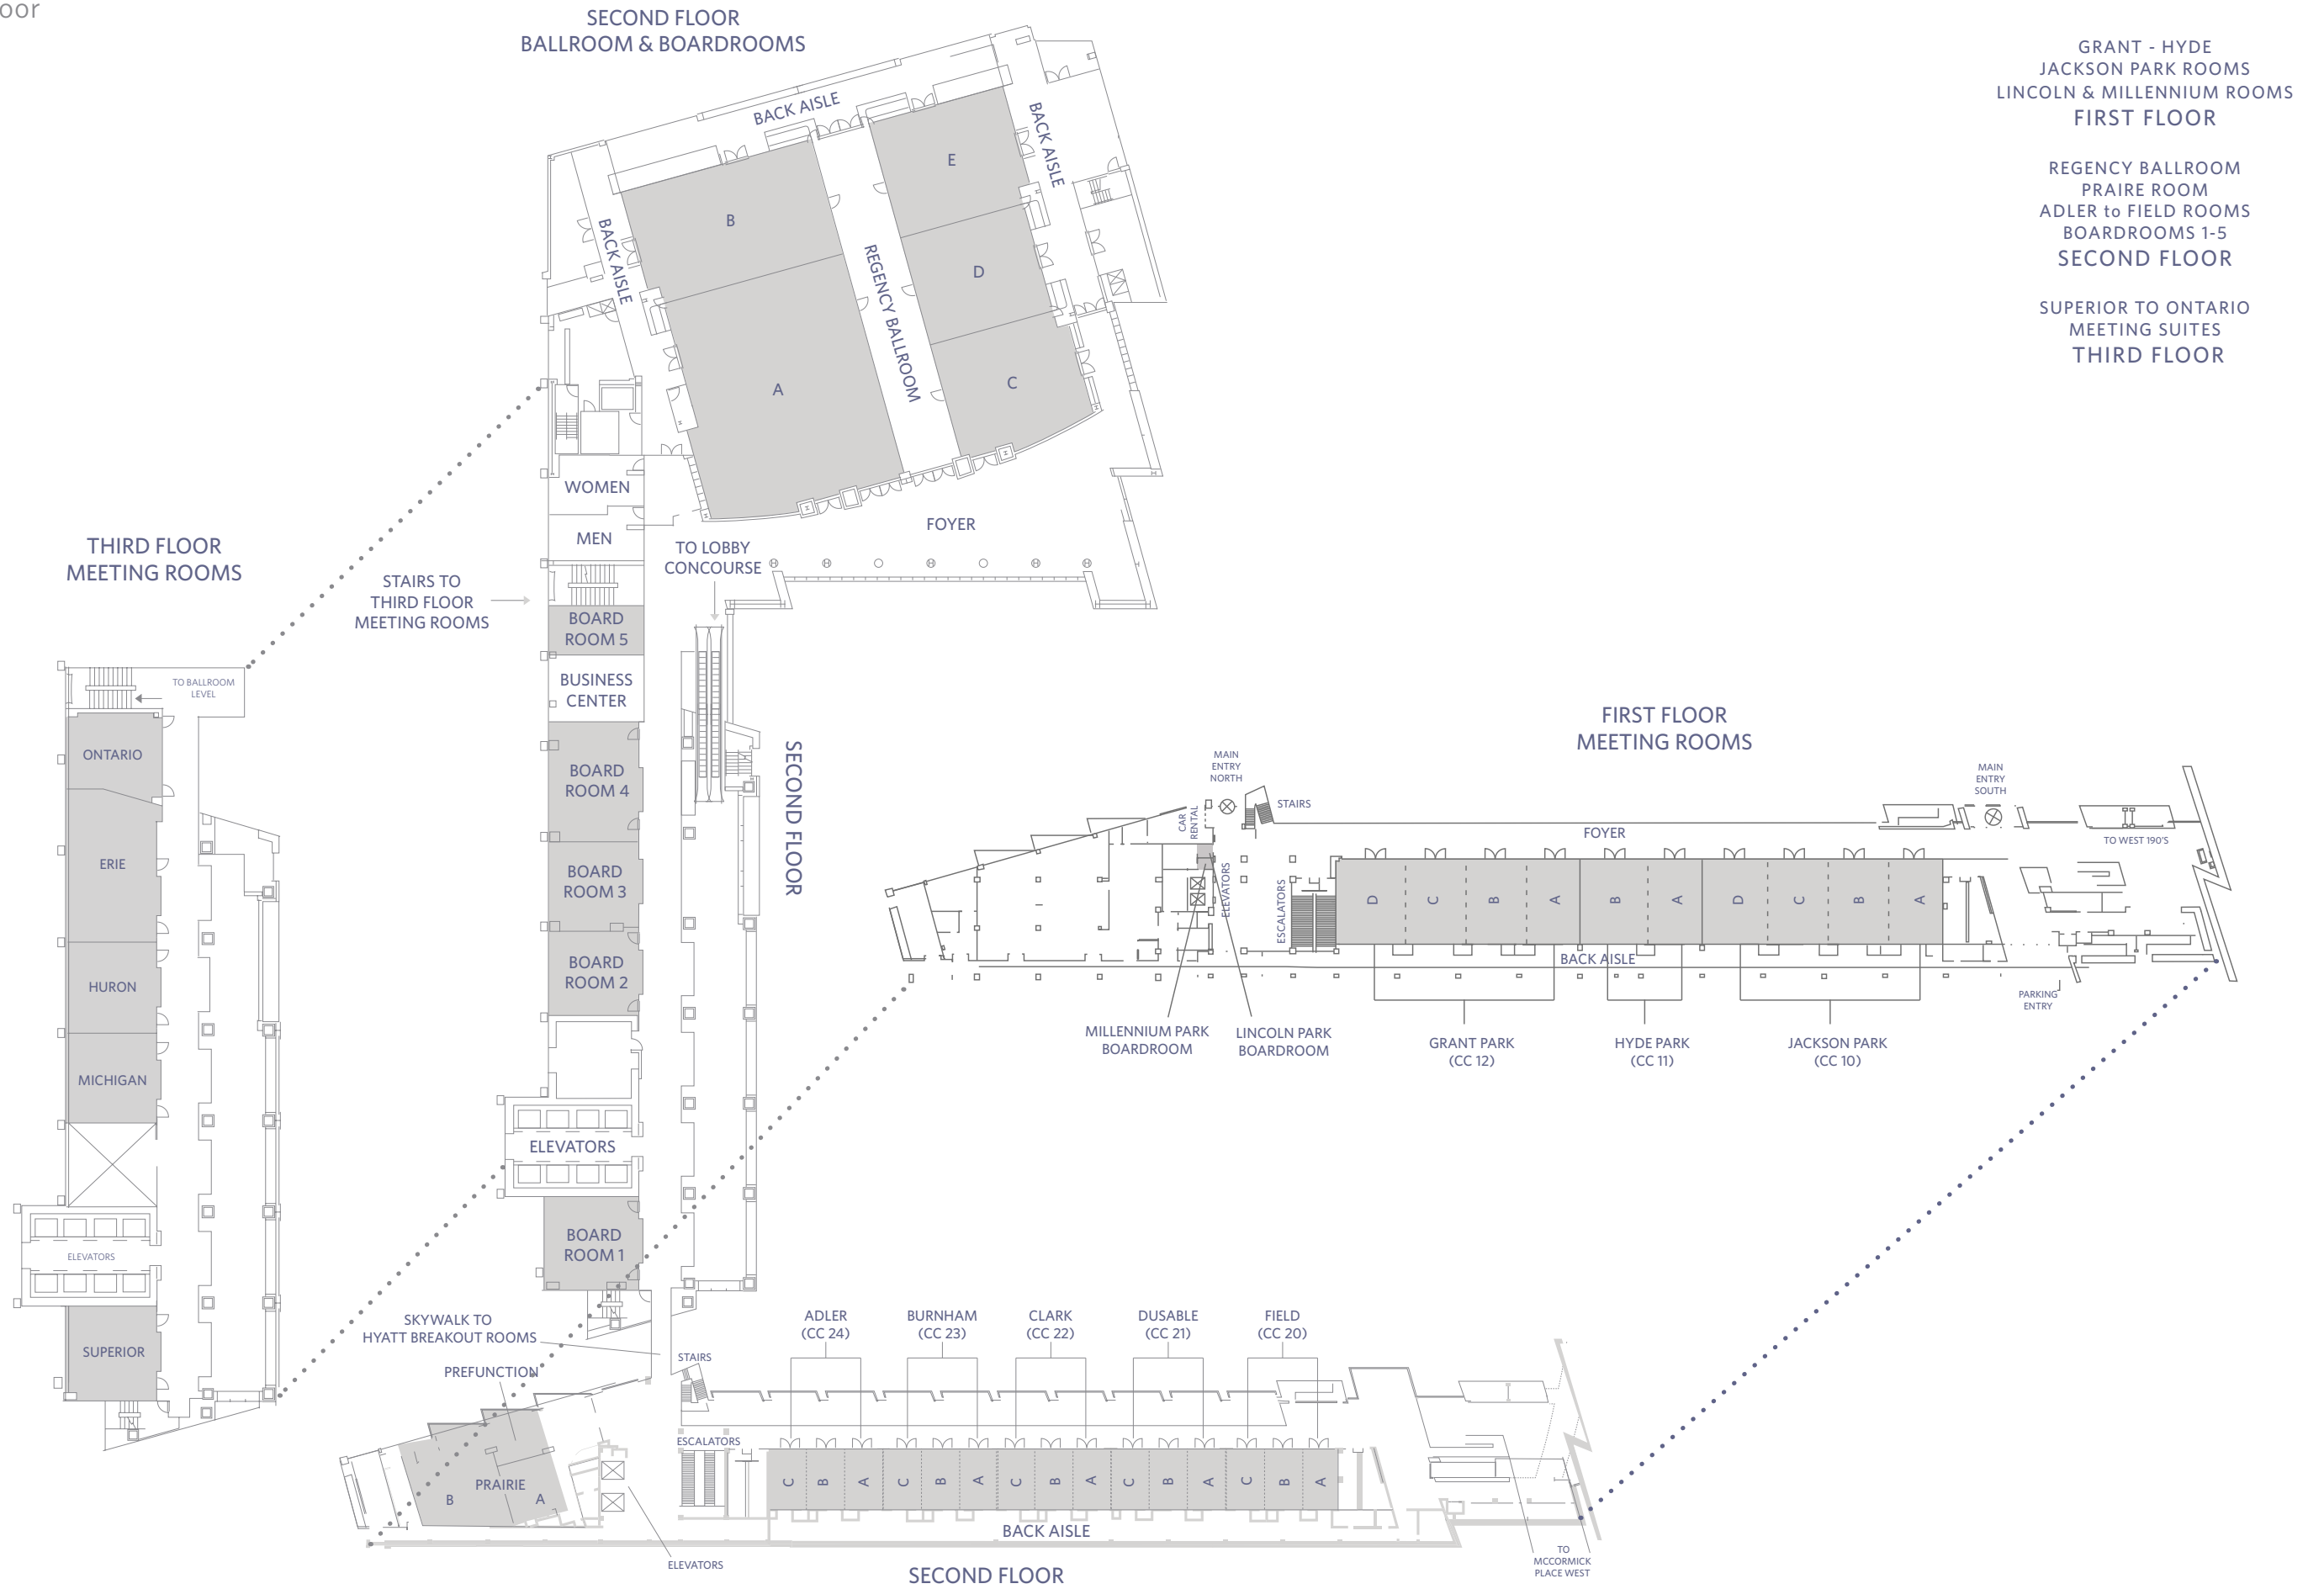 oor
SECOND FLOOR
BALLROOM & BOARDROOMS
GRANT - HYDE
JACKSON PARK ROOMS
LINCOLN & MILLENNIUM ROOMS
FIRST FLOOR
REGENCY BALLROOM
PRAIRE ROOM
ADLER to FIELD ROOMS
BOARDROOMS 1-5
SECOND FLOOR
SUPERIOR TO ONTARIO
MEETING SUITES
THIRD FLOOR
BACK AISLE
BACK AISLE
BACK AISLE
E
B
D
REGENCY BALLROOM
A
C
WOMEN
MEN
FOYER
TO LOBBY
CONCOURSE
STAIRS TO
THIRD FLOOR
MEETING ROOMS
BOARD
ROOM 5
BUSINESS
CENTER
BOARD
ROOM 4
BOARD
ROOM 3
BOARD
ROOM 2
ELEVATORS
BOARD
ROOM 1
SECOND FLOOR
THIRD FLOOR
MEETING ROOMS
TO BALLROOM
LEVEL
ONTARIO
ERIE
HURON
MICHIGAN
ELEVATORS
SUPERIOR
FIRST FLOOR
MEETING ROOMS
MAIN
ENTRY
NORTH
STAIRS
CAR
RENTAL
ELEVATORS
ESCALATORS
FOYER
MAIN
ENTRY
SOUTH
TO WEST 190'S
D
C
B
A
B
A
D
C
B
A
BACK AISLE
PARKING
ENTRY
MILLENNIUM PARK
BOARDROOM
LINCOLN PARK
BOARDROOM
GRANT PARK
(CC 12)
HYDE PARK
(CC 11)
JACKSON PARK
(CC 10)
SKYWALK TO
HYATT BREAKOUT ROOMS
PREFUNCTION
STAIRS
ADLER
(CC 24)
BURNHAM
(CC 23)
CLARK
(CC 22)
DUSABLE
(CC 21)
FIELD
(CC 20)
ESCALATORS
PRAIRIE
B
A
C
B
A
C
B
A
C
B
A
C
B
A
C
B
A
BACK AISLE
ELEVATORS
TO
MCCORMICK
PLACE WEST
SECOND FLOOR